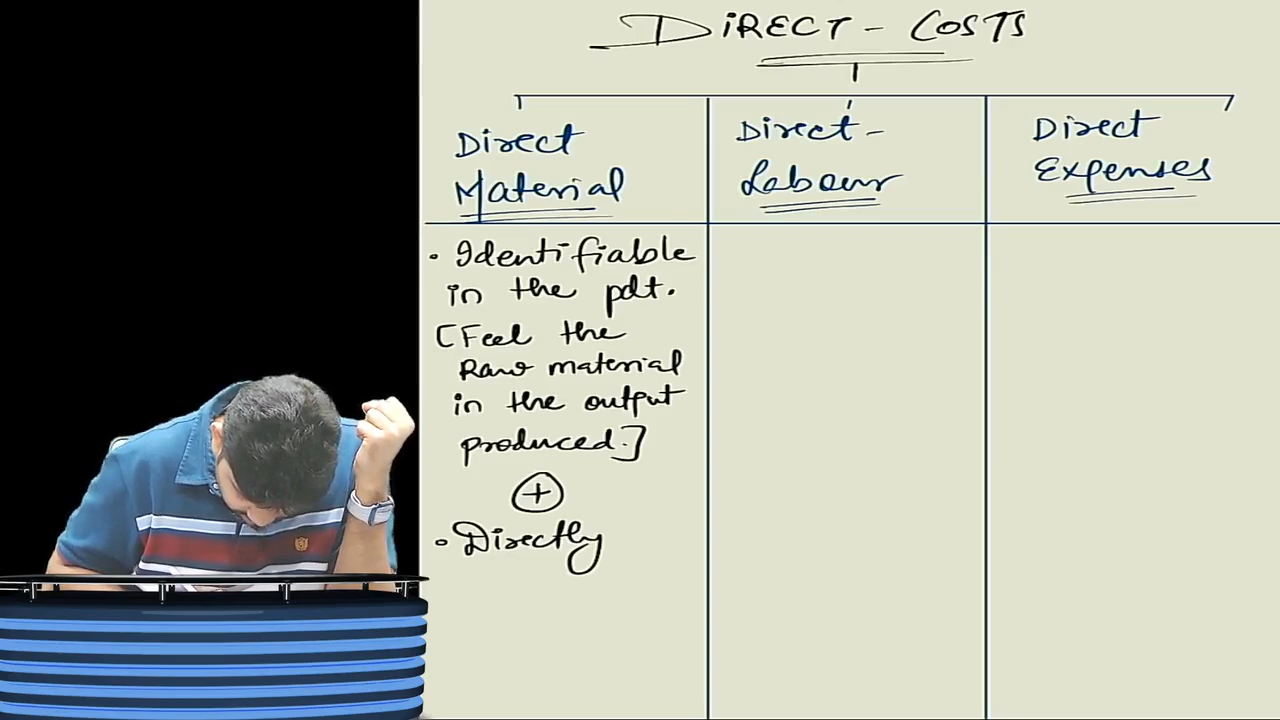 DIRECT - COSTS
Direct
Material
Direct-
Labour
Direct
Expenses
• Identifiable
in the pdt.
[Feel the
Raw material
in the output
produced.]
+
• Directly